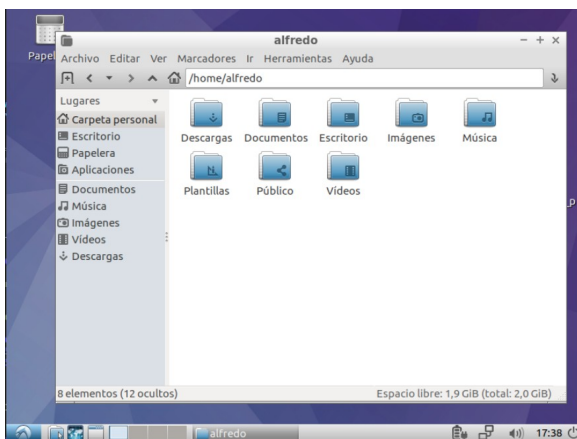 alfredo
Papel
Archivo Editar Ver Marcadores Ir Herramientas Ayuda
/home/alfredo
Lugares
Carpeta personal
Escritorio
Papelera
Aplicaciones
Documentos
Música
Imágenes
Vídeos
Descargas
Descargas Documentos Escritorio Imágenes Música
Plantillas Público Vídeos
8 elementos (12 ocultos) Espacio libre: 1,9 GiB (total: 2,0 GiB)
alfredo 17:38